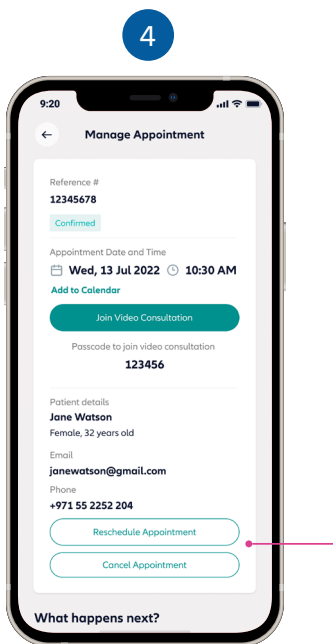 4
9:20
Manage Appointment
Reference #
12345678
Confirmed
Appointment Date and Time
Wed, 13 Jul 2022 10:30 AM
Add to Calendar
Join Video Consultation
Passcode to join video consultation
123456
Patient details
Jane Watson
Female, 32 years old
Email
janewatson@gmail.com
Phone
+971 55 2252 204
Reschedule Appointment
Cancel Appointment
What happens next?